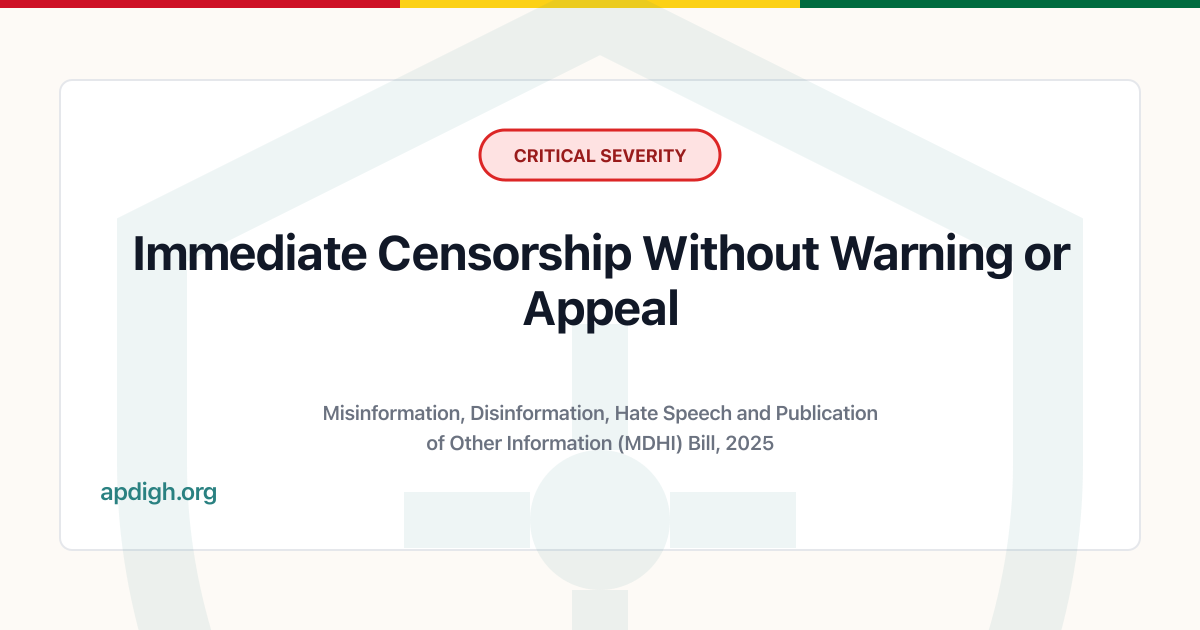 CRITICAL SEVERITY
Immediate Censorship Without Warning or
Appeal
Misinformation, Disinformation, Hate Speech and Publication
of Other Information (MDHI) Bill, 2025
apdigh.org